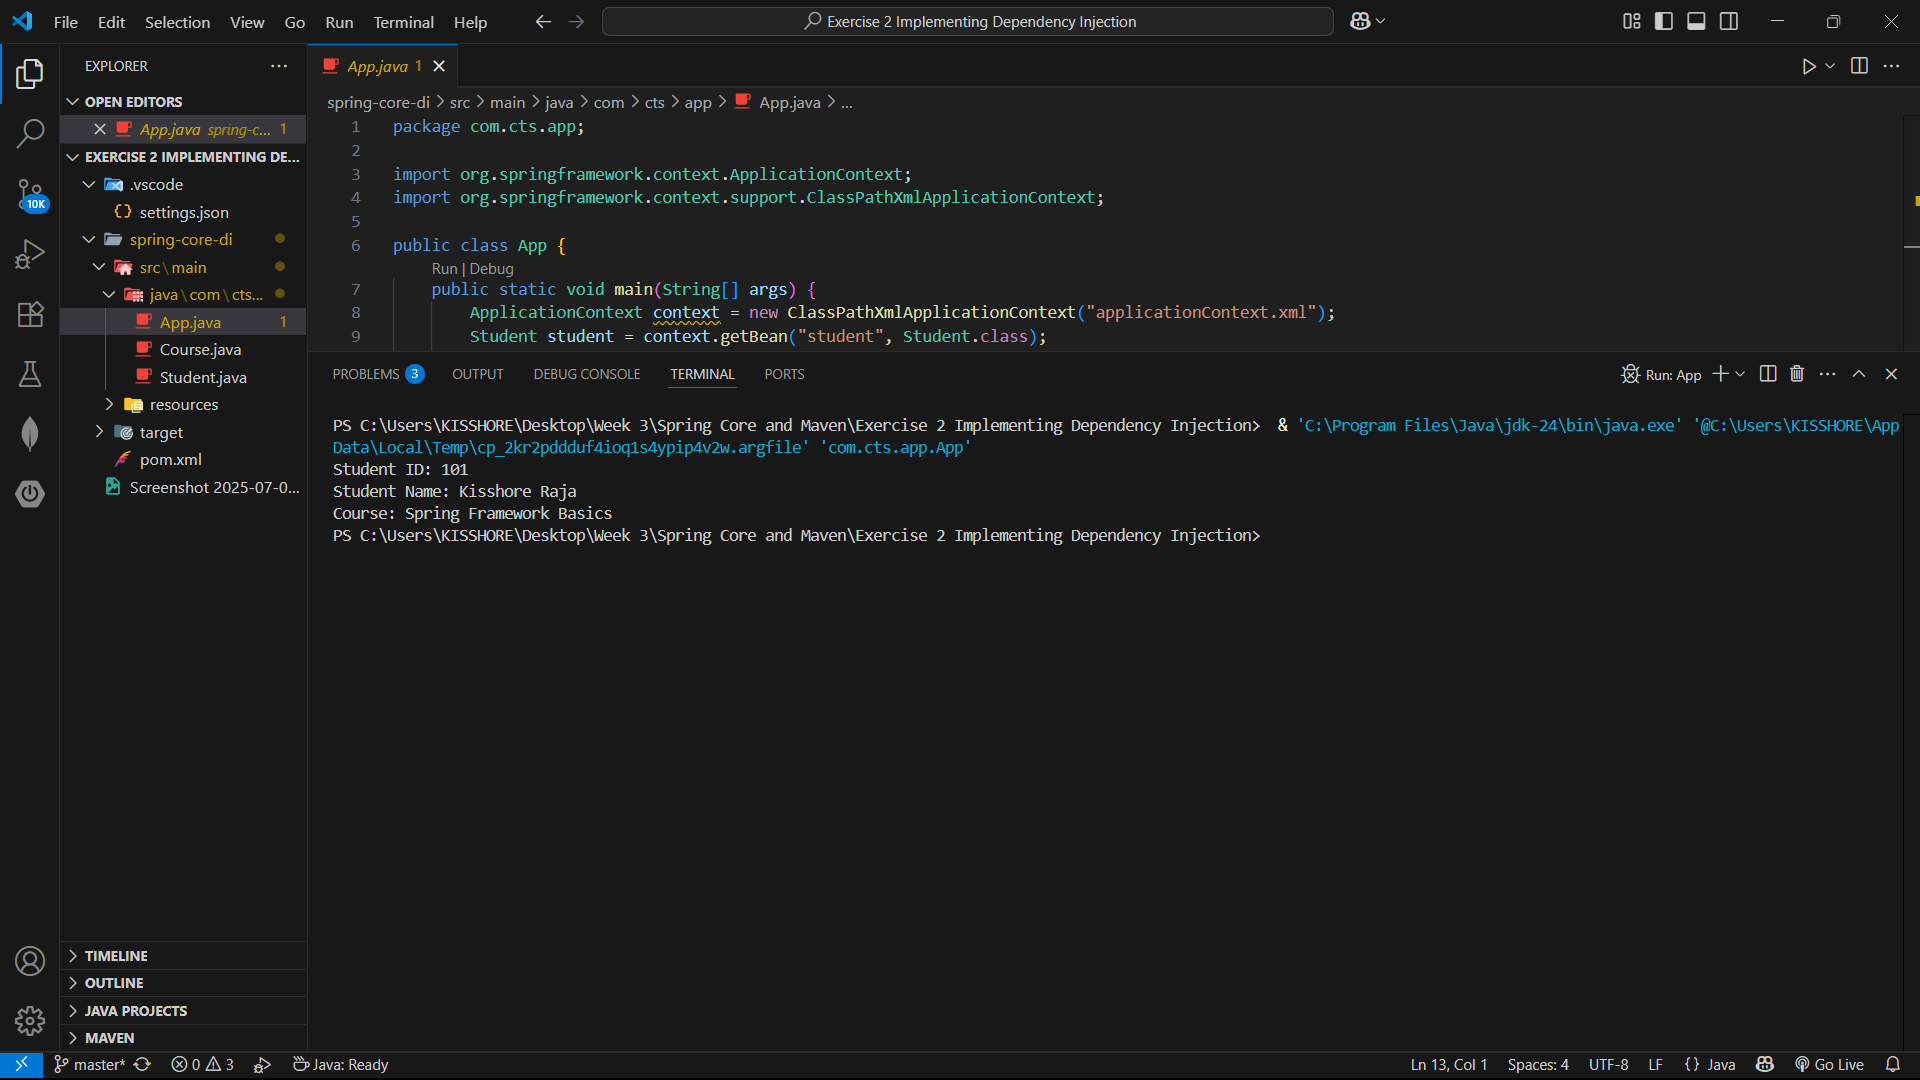 File Edit Selection View Go Run Terminal Help
Exercise 2 Implementing Dependency Injection
EXPLORER
OPEN EDITORS
App.java spring-c... 1
EXERCISE 2 IMPLEMENTING DE...
.vscode
settings.json
spring-core-di
src\main
java\com\cts...
App.java 1
Course.java
Student.java
resources
target
pom.xml
Screenshot 2025-07-0...
10K
TIMELINE
OUTLINE
JAVA PROJECTS
MAVEN
App.java 1
spring-core-di > src > main > java > com > cts > app > App.java > ...
1 package com.cts.app;
2
3 import org.springframework.context.ApplicationContext;
4 import org.springframework.context.support.ClassPathXmlApplicationContext;
5
6 public class App {
Run | Debug
7 public static void main(String[] args) {
8 ApplicationContext context = new ClassPathXmlApplicationContext("applicationContext.xml");
9 Student student = context.getBean("student", Student.class);
PROBLEMS 3 OUTPUT DEBUG CONSOLE TERMINAL PORTS
Run: App
PS C:\Users\KISSHORE\Desktop\Week 3\Spring Core and Maven\Exercise 2 Implementing Dependency Injection> & 'C:\Program Files\Java\jdk-24\bin\java.exe' '@C:\Users\KISSHORE\App
Data\Local\Temp\cp_2kr2pddduf4ioq1s4ypip4v2w.argfile' 'com.cts.app.App'
Student ID: 101
Student Name: Kisshore Raja
Course: Spring Framework Basics
PS C:\Users\KISSHORE\Desktop\Week 3\Spring Core and Maven\Exercise 2 Implementing Dependency Injection>
master* 0 3 Java: Ready
Ln 13, Col 1 Spaces: 4 UTF-8 LF {} Java Go Live